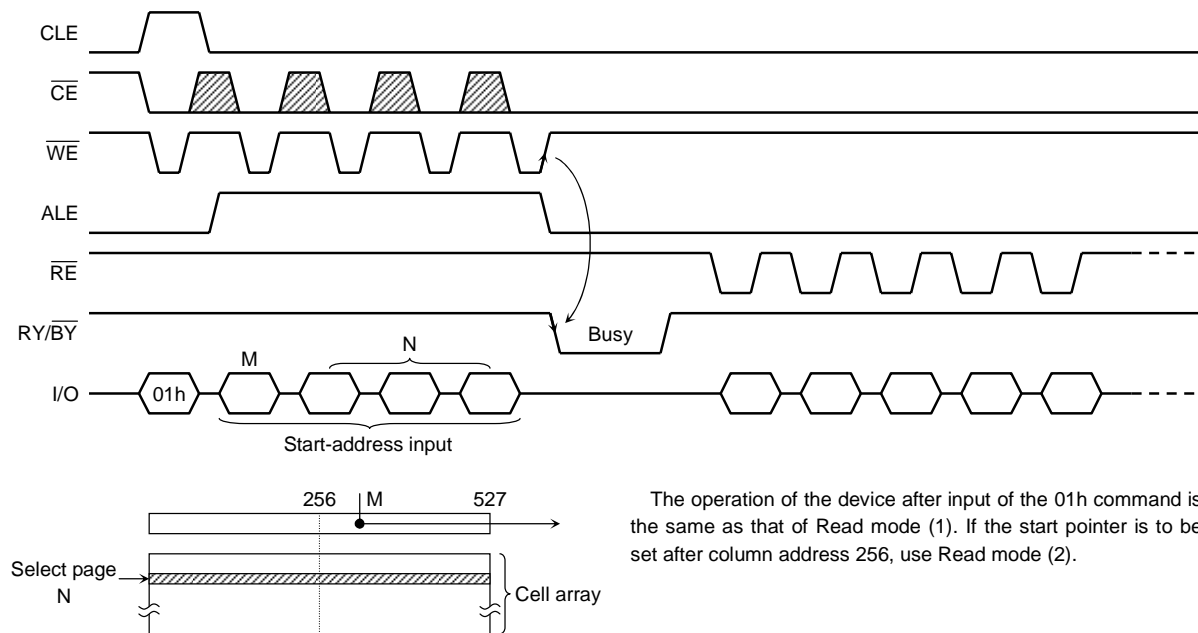 CLE
CE
WE
ALE
RE
RY/BY
Busy
M
N
I/O
01h
Start-address input
256
M
527
Select page
N
Cell array
The operation of the device after input of the 01h command is
the same as that of Read mode (1). If the start pointer is to be
set after column address 256, use Read mode (2).